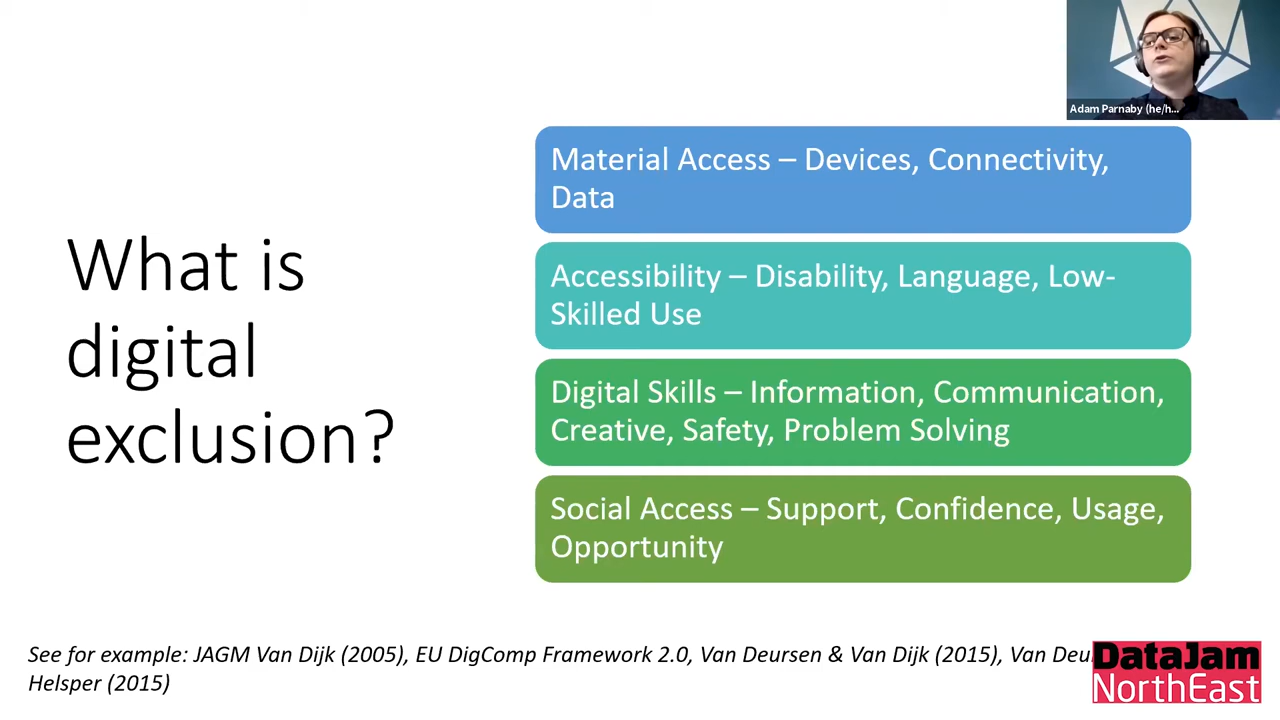 Adam Parnaby (he/h...
What is
digital
exclusion?
Material Access – Devices, Connectivity,
Data
Accessibility – Disability, Language, Low-
Skilled Use
Digital Skills – Information, Communication,
Creative, Safety, Problem Solving
Social Access – Support, Confidence, Usage,
Opportunity
See for example: JAGM Van Dijk (2005), EU DigComp Framework 2.0, Van Deursen & Van Dijk (2015), Van
Helsper (2015)
DataJam
NorthEast